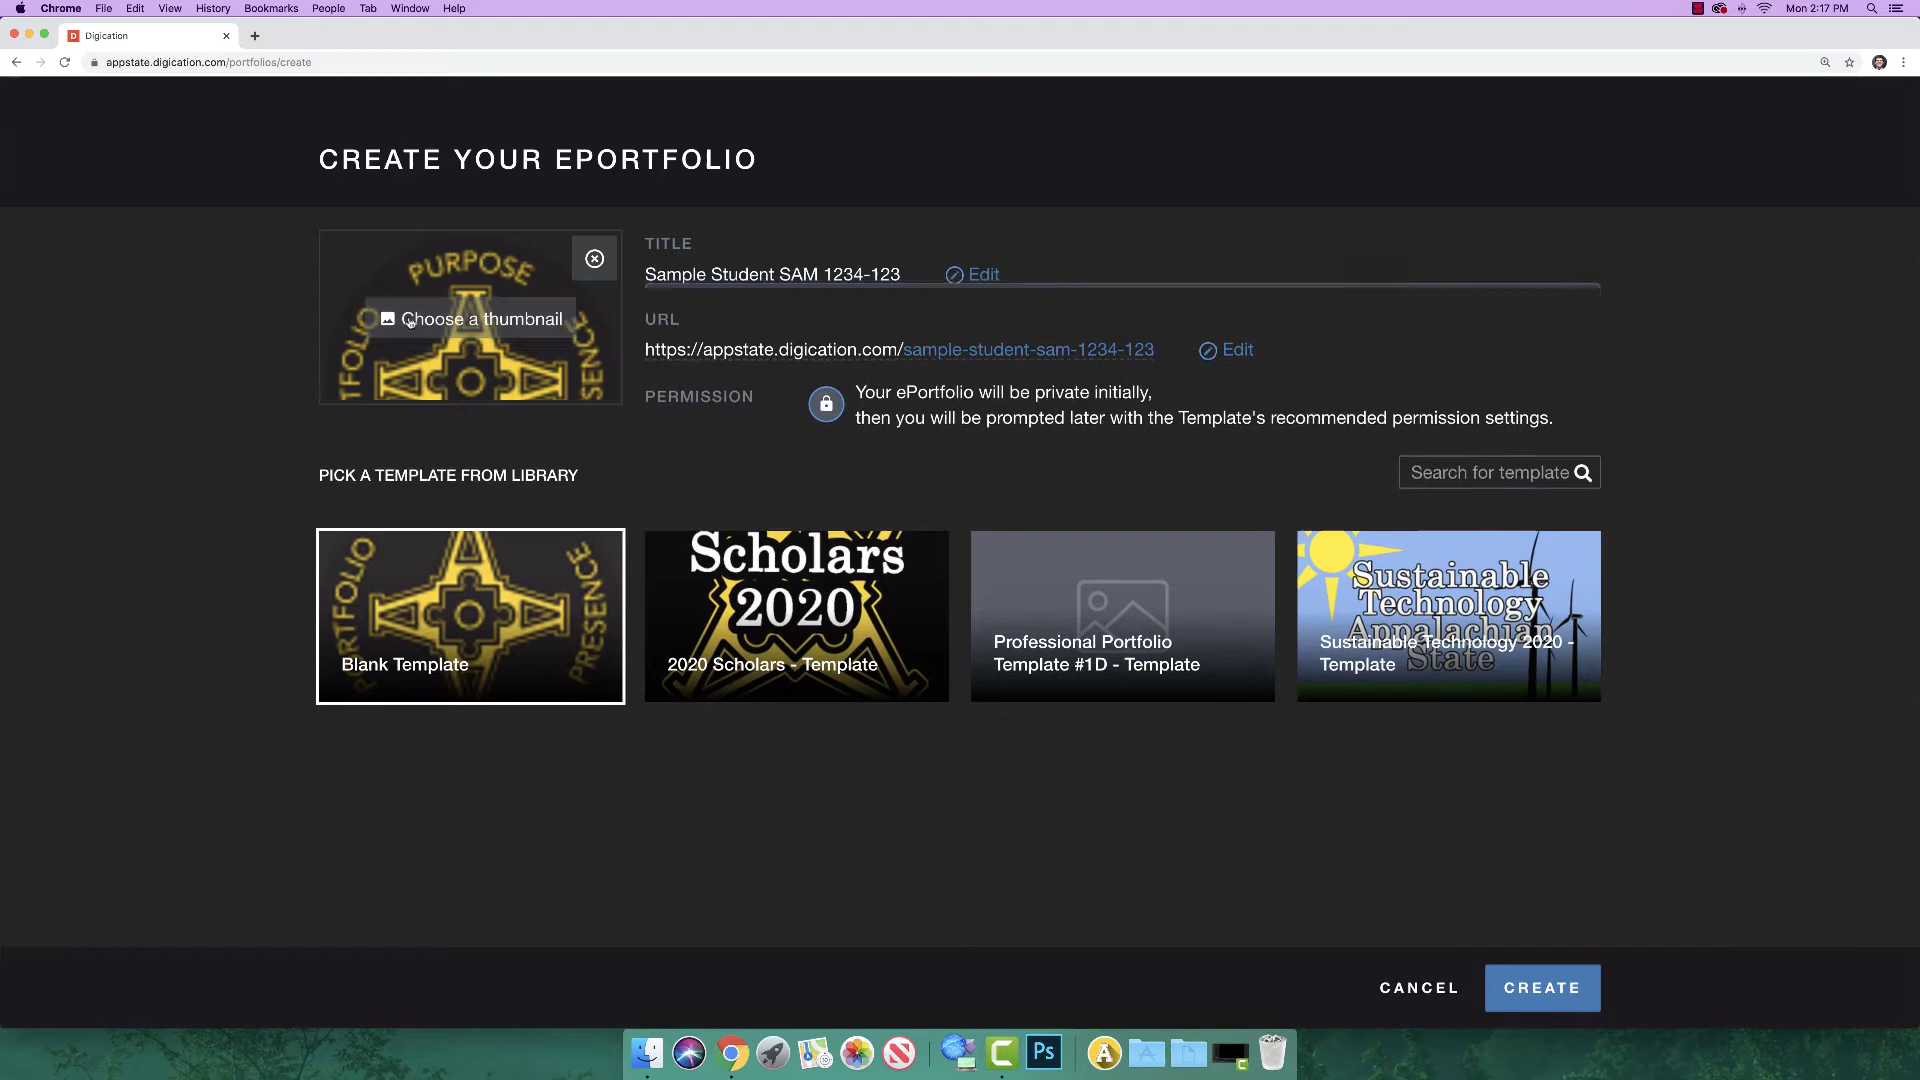 Chrome File Edit View History Bookmarks People Tab Window Help
Mon 2:17 PM
Digication
appstate.digication.com/portfolios/create
CREATE YOUR EPORTFOLIO
PURPOSE
TFOLIO
SENCE
Choose a thumbnail
TITLE
Sample Student SAM 1234-123
Edit
URL
https://appstate.digication.com/sample-student-sam-1234-123
Edit
PERMISSION
Your ePortfolio will be private initially,
then you will be prompted later with the Template's recommended permission settings.
PICK A TEMPLATE FROM LIBRARY
Search for template
PORTFOLIO
PRESENCE
Blank Template
Scholars
2020
2020 Scholars - Template
Professional Portfolio
Template #1D - Template
Sustainable
Technology
Appalachian
State
Sustainable Technology 2020 -
Template
CANCEL
CREATE
Ps